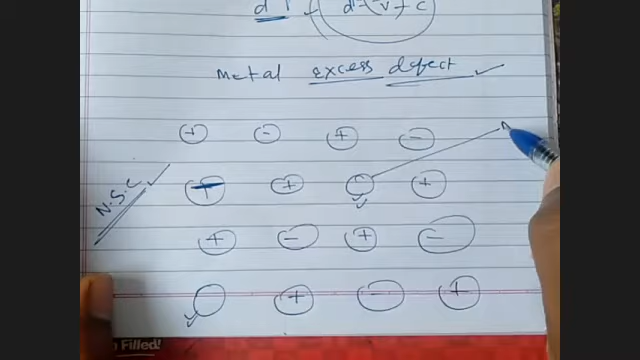 Metal excess defect
+ - + -
+ + - +
N.S.C
+ - + -
+ - +
n Filled!